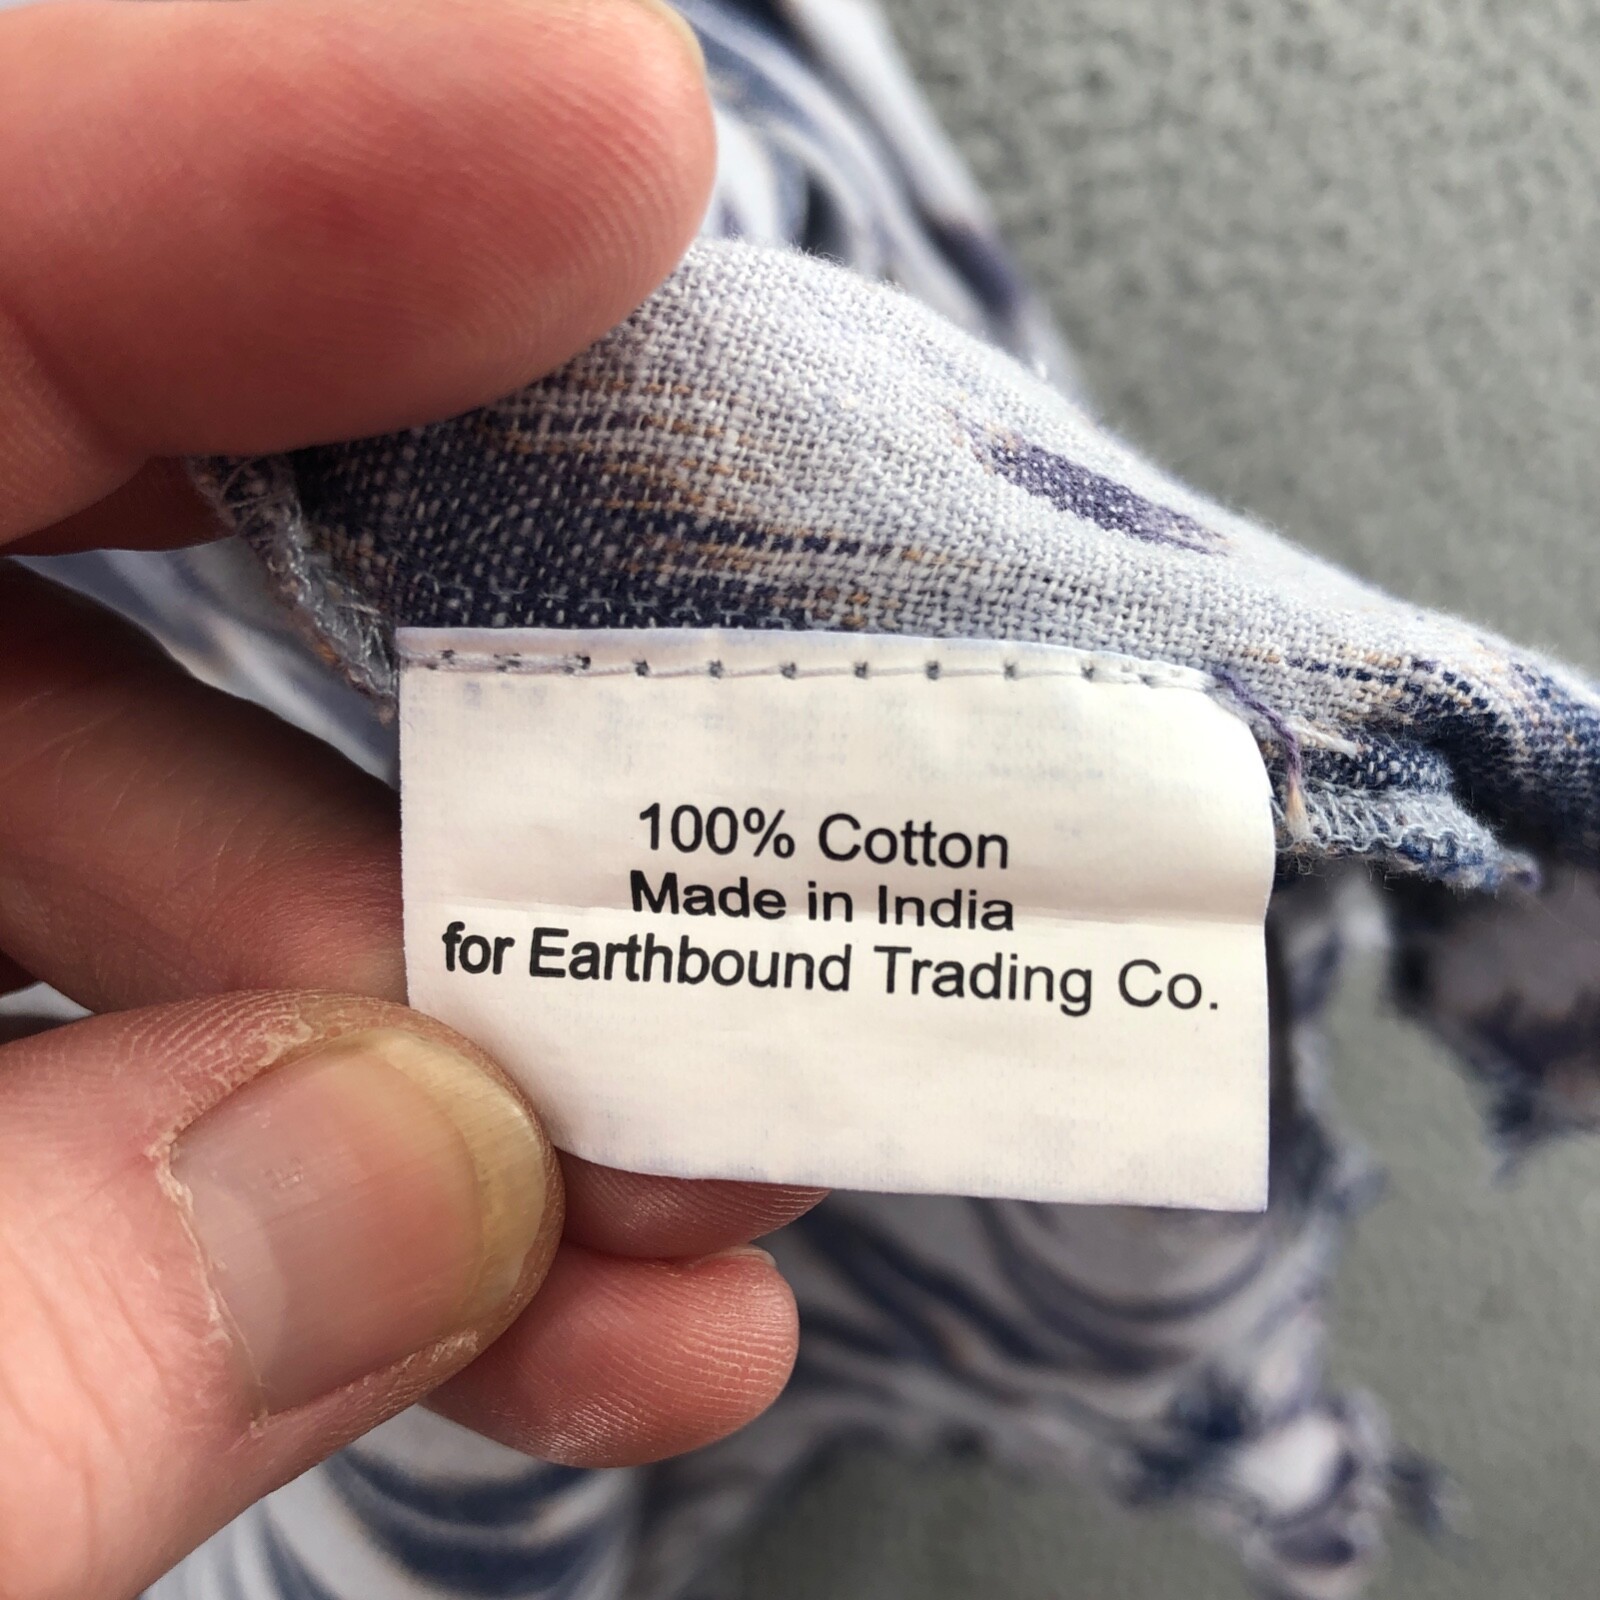 100% Cotton
Made in India
for Earthbound Trading Co.